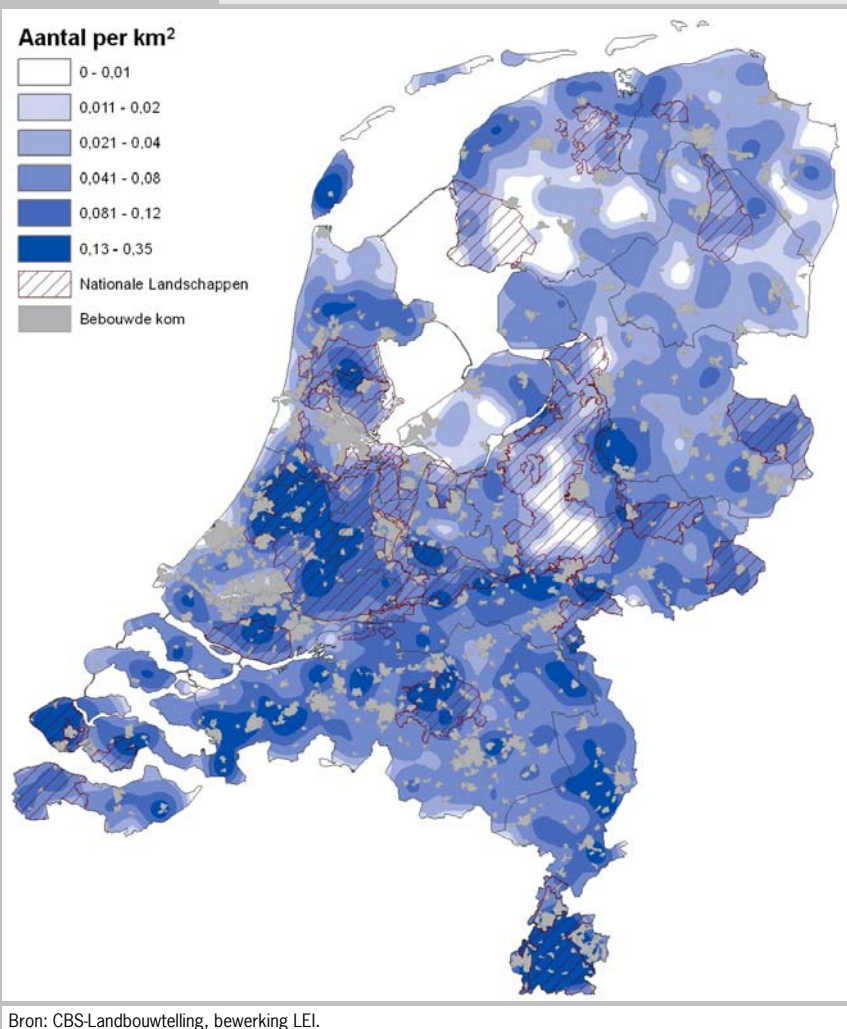 Aantal per km²
0 - 0,01
0,011 - 0,02
0,021 - 0,04
0,041 - 0,08
0,081 - 0,12
0,13 - 0,35
Nationale Landschappen
Bebouwde kom
Bron: CBS-Landbouwtelling, bewerking LEI.